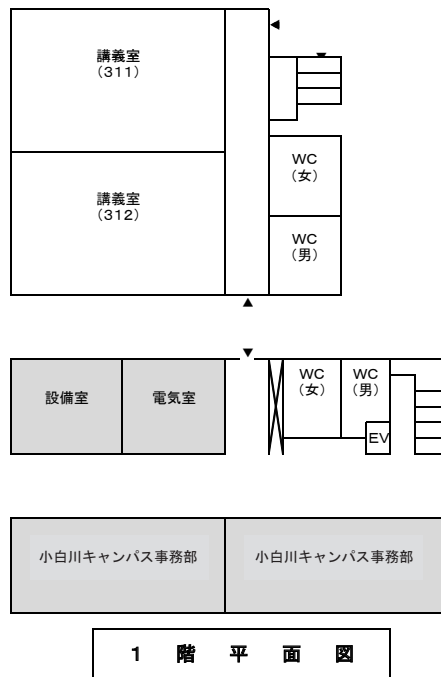 講義室
(311)
WC
(女)
講義室
(312)
WC
(男)
設備室
電気室
WC
(女)
WC
(男)
EV
小白川キャンパス事務部
小白川キャンパス事務部
1 階 平 面 図